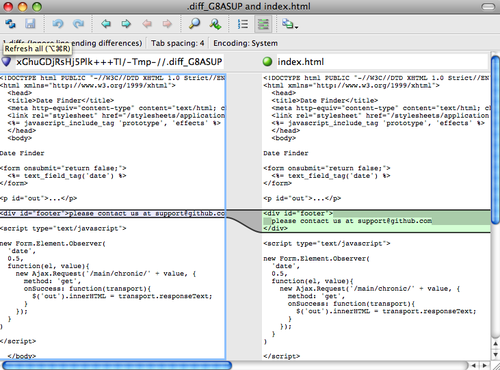 .diff_G8ASUP and index.html
Refresh all (⌥⌘R)
diffs (Ignore line ending differences) Tab spacing: 4 Encoding: System
xGhuGDJRsHj5Plk+++TI/-Tmp-//.diff_G8ASUP
index.html
<!DOCTYPE html PUBLIC "-//W3C//DTD XHTML 1.0 Strict//EN
<html xmlns="http://www.w3.org/1999/xhtml">
<head>
<title>Date Finder</title>
<meta http-equiv="content-type" content="text/html; c
<link rel="stylesheet" href="/stylesheets/application
<%= javascript_include_tag 'prototype', 'effects' %>
</head>
<body>
Date Finder
<form onsubmit="return false;">
<%= text_field_tag('date') %>
</form>
<p id="out">...</p>
<div id="footer">please contact us at support@github.co
<script type="text/javascript">
new Form.Element.Observer(
'date',
0.5,
function(el, value){
new Ajax.Request('/main/chronic/' + value, {
method: 'get',
onSuccess: function(transport){
$('out').innerHTML = transport.responseText;
}
});
}
)
</script>
</body>
<!DOCTYPE html PUBLIC "-//W3C//DTD XHTML 1.0 Strict//EN
<html xmlns="http://www.w3.org/1999/xhtml">
<head>
<title>Date Finder</title>
<meta http-equiv="content-type" content="text/html; ch
<link rel="stylesheet" href="/stylesheets/application.
<%= javascript_include_tag 'prototype', 'effects' %>
</head>
<body>
Date Finder
<form onsubmit="return false;">
<%= text_field_tag('date') %>
</form>
<p id="out">...</p>
<div id="footer">
please contact us at support@github.com
</div>
<script type="text/javascript">
new Form.Element.Observer(
'date',
0.5,
function(el, value){
new Ajax.Request('/main/chronic/' + value, {
method: 'get',
onSuccess: function(transport){
$('out').innerHTML = transport.responseText;
}
});
}
)
</script>